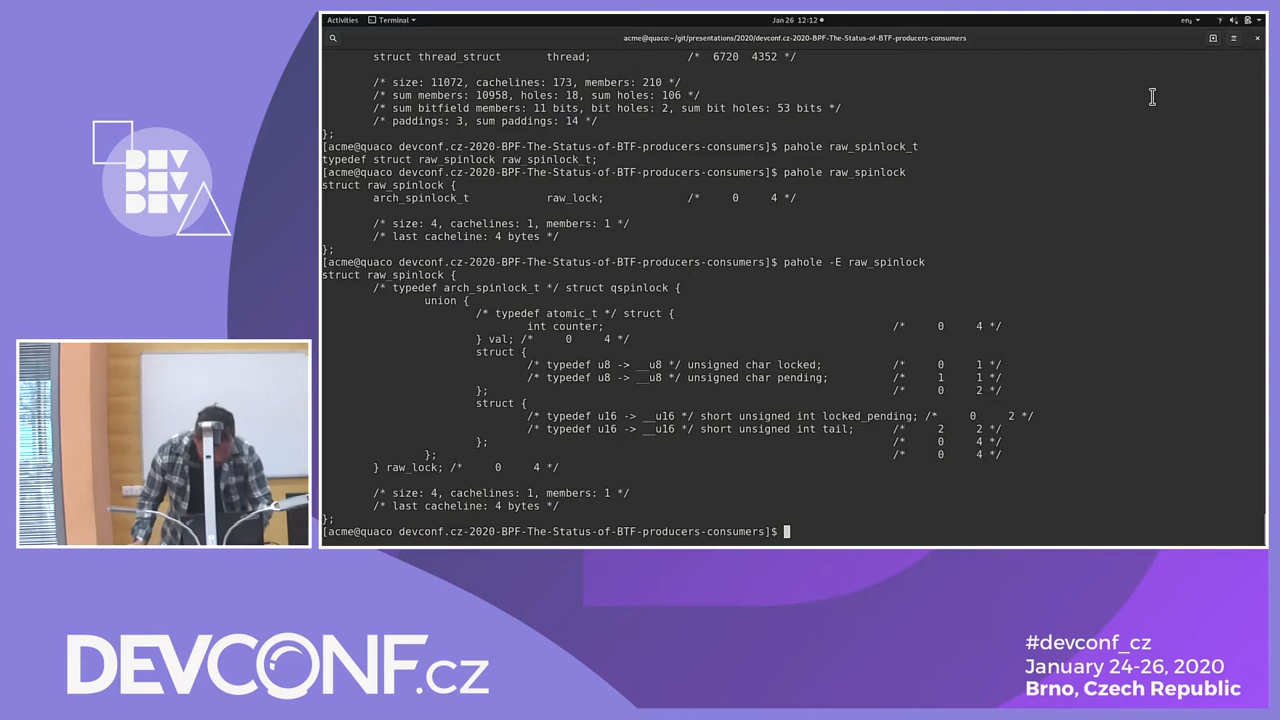 Activities
Terminal
Jan 26 12:12
en₂
acme@quaco:~/git/presentations/2020/devconf.cz-2020-BPF-The-Status-of-BTF-producers-consumers
struct thread_struct thread; /* 6720 4352 */
/* size: 11072, cachelines: 173, members: 210 */
/* sum members: 10958, holes: 18, sum holes: 106 */
/* sum bitfield members: 11 bits, bit holes: 2, sum bit holes: 53 bits */
/* paddings: 3, sum paddings: 14 */
};
[acme@quaco devconf.cz-2020-BPF-The-Status-of-BTF-producers-consumers]$ pahole raw_spinlock_t
typedef struct raw_spinlock raw_spinlock_t;
[acme@quaco devconf.cz-2020-BPF-The-Status-of-BTF-producers-consumers]$ pahole raw_spinlock
struct raw_spinlock {
arch_spinlock_t raw_lock; /* 0 4 */
/* size: 4, cachelines: 1, members: 1 */
/* last cacheline: 4 bytes */
};
[acme@quaco devconf.cz-2020-BPF-The-Status-of-BTF-producers-consumers]$ pahole -E raw_spinlock
struct raw_spinlock {
/* typedef arch_spinlock_t */ struct qspinlock {
union {
/* typedef atomic_t */ struct {
int counter; /* 0 4 */
} val; /* 0 4 */
struct {
/* typedef u8 -> __u8 */ unsigned char locked; /* 0 1 */
/* typedef u8 -> __u8 */ unsigned char pending; /* 1 1 */
}; /* 0 2 */
struct {
/* typedef u16 -> __u16 */ short unsigned int locked_pending; /* 0 2 */
/* typedef u16 -> __u16 */ short unsigned int tail; /* 2 2 */
}; /* 0 4 */
}; /* 0 4 */
} raw_lock; /* 0 4 */
/* size: 4, cachelines: 1, members: 1 */
/* last cacheline: 4 bytes */
};
[acme@quaco devconf.cz-2020-BPF-The-Status-of-BTF-producers-consumers]$
DEV
DEV
DEV
DEVCONF.cz
#devconf_cz
January 24-26, 2020
Brno, Czech Republic